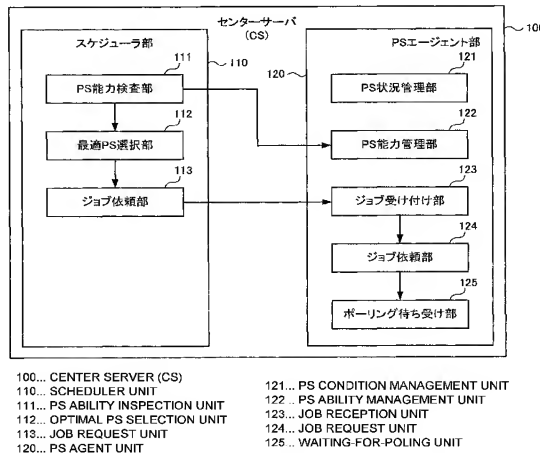 センターサーバ
(CS)
100
スケジューラ部
110
PS能力検査部
111
最適PS選択部
112
ジョブ依頼部
113
PSエージェント部
120
PS状況管理部
121
PS能力管理部
122
ジョブ受け付け部
123
ジョブ依頼部
124
ポーリング待ち受け部
125
100... CENTER SERVER (CS)
110... SCHEDULER UNIT
111... PS ABILITY INSPECTION UNIT
112... OPTIMAL PS SELECTION UNIT
113... JOB REQUEST UNIT
120... PS AGENT UNIT
121... PS CONDITION MANAGEMENT UNIT
122... PS ABILITY MANAGEMENT UNIT
123... JOB RECEPTION UNIT
124... JOB REQUEST UNIT
125... WAITING-FOR-POLING UNIT